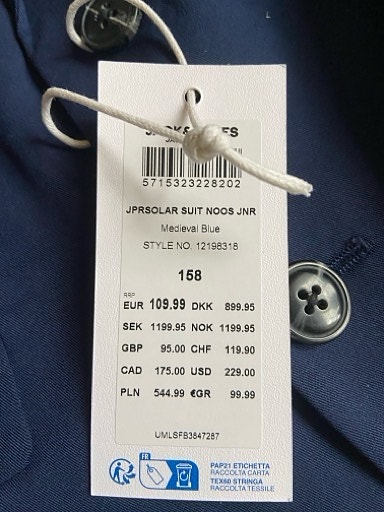 5715323228202
JPRSOLAR SUIT NOOS JNR
Medieval Blue
STYLE NO. 12198318
158
RRP
EUR 109.99 DKK 899.95
SEK 1199.95 NOK 1199.95
GBP 95.00 CHF 119.90
CAD 175.00 USD 229.00
PLN 544.99 €GR 99.99
UMLSFB3847287
FR
PAP21 ETICHETTA
RACCOLTA CARTA
TEX60 STRINGA
RACCOLTA TESSILE